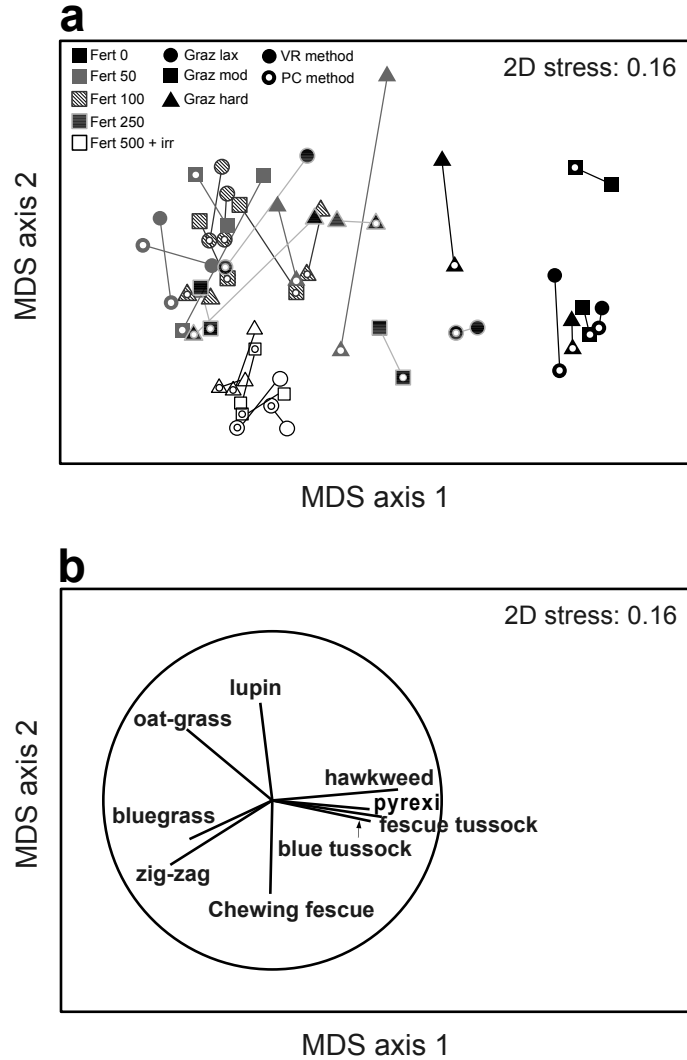 a
Fert 0 Graz lax VR method
Fert 50 Graz mod PC method
Fert 100 Graz hard
Fert 250
Fert 500 + irr
2D stress: 0.16
MDS axis 2
MDS axis 1
b
2D stress: 0.16
lupin
oat-grass
hawkweed
pyrexi
bluegrass
fescue tussock
blue tussock
zig-zag
Chewing fescue
MDS axis 2
MDS axis 1